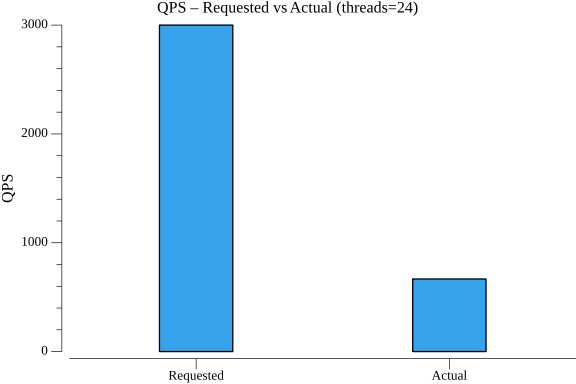 QPS – Requested vs Actual (threads=24)
3000
2000
1000
0
QPS
Requested
Actual